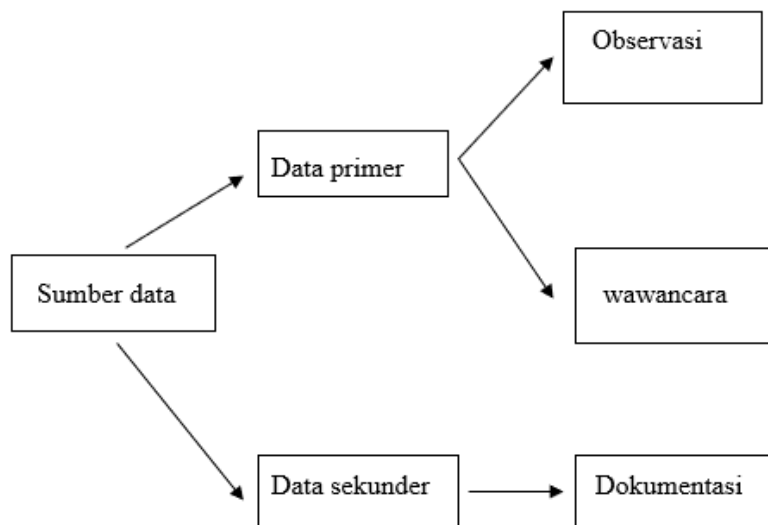 Observasi
Data primer
Sumber data
wawancara
Data sekunder
Dokumentasi